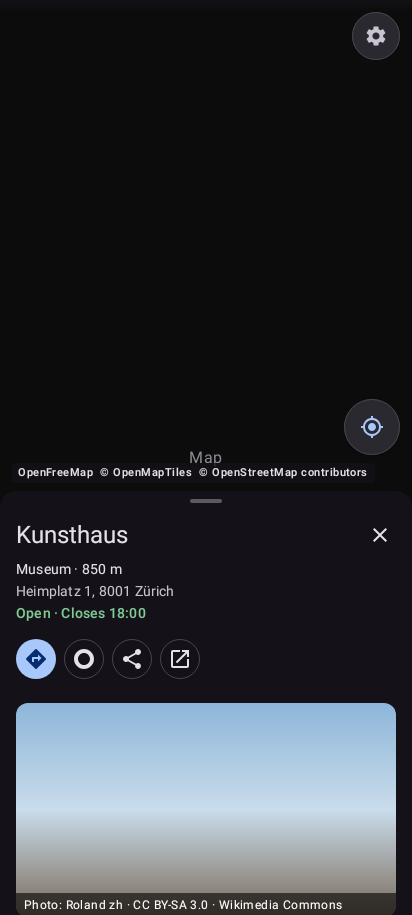 Map
OpenFreeMap © OpenMapTiles © OpenStreetMap contributors
Kunsthaus
Museum · 850 m
Heimplatz 1, 8001 Zürich
Open · Closes 18:00
Photo: Roland zh · CC BY-SA 3.0 · Wikimedia Commons